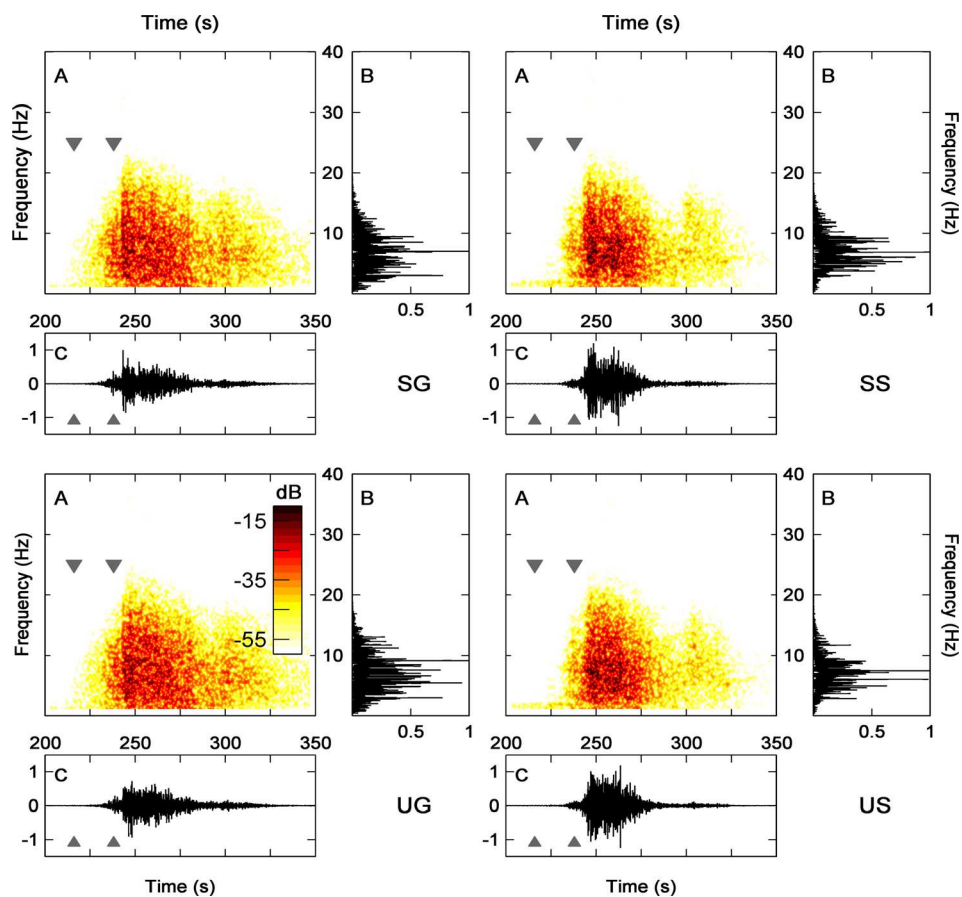 Time (s) Time (s)
40 40
A B A B
30 30
Frequency (Hz) Frequency (Hz)
20 20
10 10
200 250 300 350 0.5 1 200 250 300 350 0.5 1
1 C 1 C
0 SG 0 SS
-1 -1
40 40
A dB B A B
-15
30 30
Frequency (Hz) -35 Frequency (Hz)
20 20
-55
10 10
200 250 300 350 0.5 1 200 250 300 350 0.5 1
1 C 1 C
0 UG 0 US
-1 -1
Time (s) Time (s)